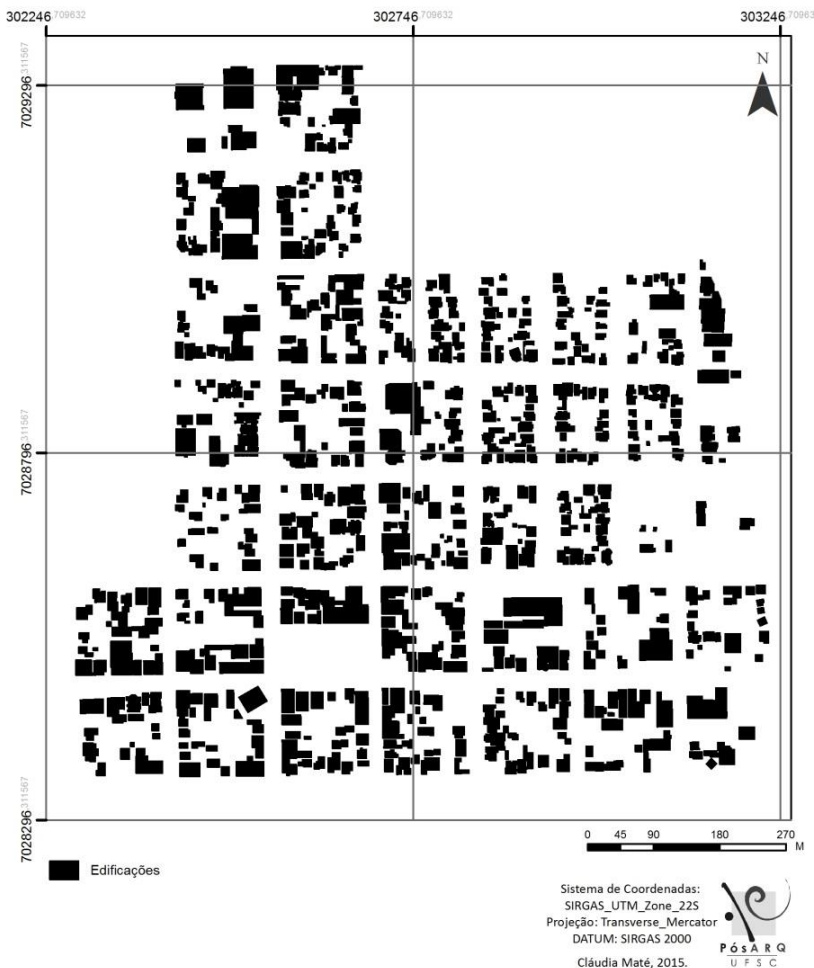 302246,709632 302746,709632 303246,709632
N
7029296,311567
7028796,311567
7028296,311567
0 45 90 180 270
M
Edificações
Sistema de Coordenadas:
SIRGAS_UTM_Zone_22S
Projeção: Transverse_Mercator
DATUM: SIRGAS 2000
Cláudia Maté, 2015.
PósARQ
UFSC